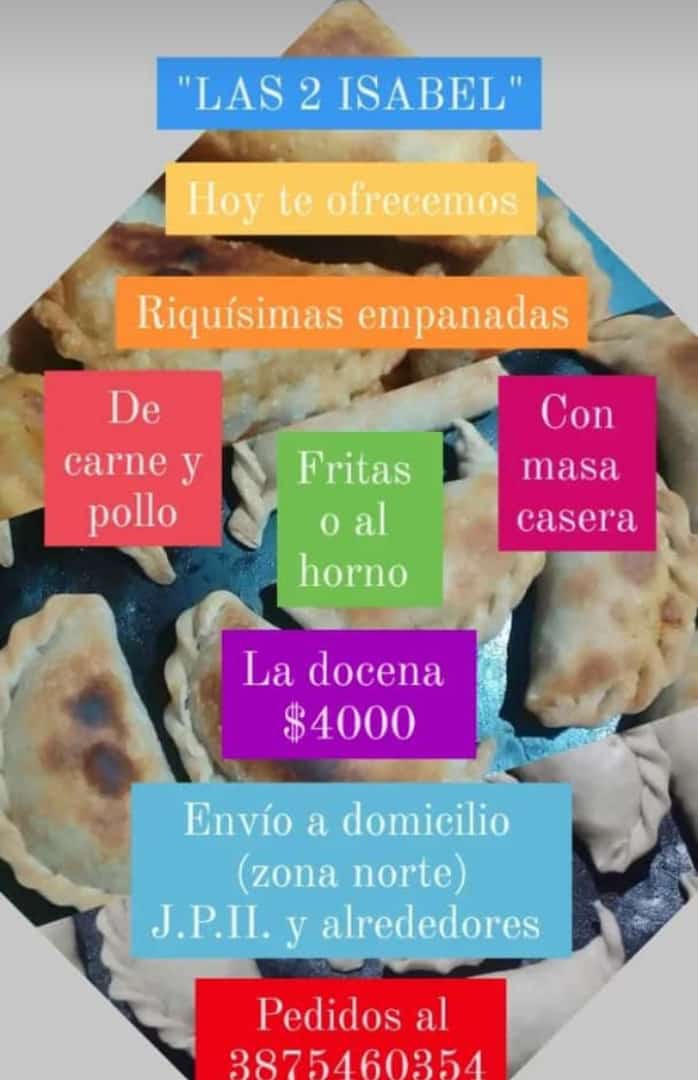 "LAS 2 ISABEL"
Hoy te ofrecemos
Riquísimas empanadas
De
carne y
pollo
Fritas
o al
horno
Con
masa
casera
La docena
$4000
Envío a domicilio
(zona norte)
J.P.II. y alrededores
Pedidos al
3875460354